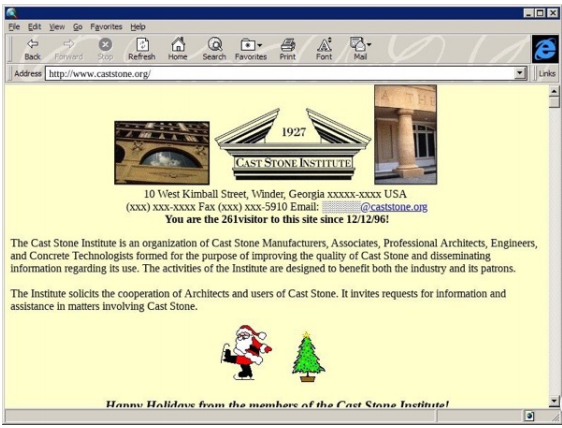 File Edit View Go Favorites Help
Back Forward Stop Refresh Home Search Favorites Print Font Mail
Address http://www.caststone.org/ Links
A THE
1927
CAST STONE INSTITUTE
10 West Kimball Street, Winder, Georgia xxxxx-xxxx USA
(xxx) xxx-xxxx Fax (xxx) xxx-5910 Email: @caststone.org
You are the 261visitor to this site since 12/12/96!
The Cast Stone Institute is an organization of Cast Stone Manufacturers, Associates, Professional Architects, Engineers,
and Concrete Technologists formed for the purpose of improving the quality of Cast Stone and disseminating
information regarding its use. The activities of the Institute are designed to benefit both the industry and its patrons.
The Institute solicits the cooperation of Architects and users of Cast Stone. It invites requests for information and
assistance in matters involving Cast Stone.
Happy Holidays from the members of the Cast Stone Institute!